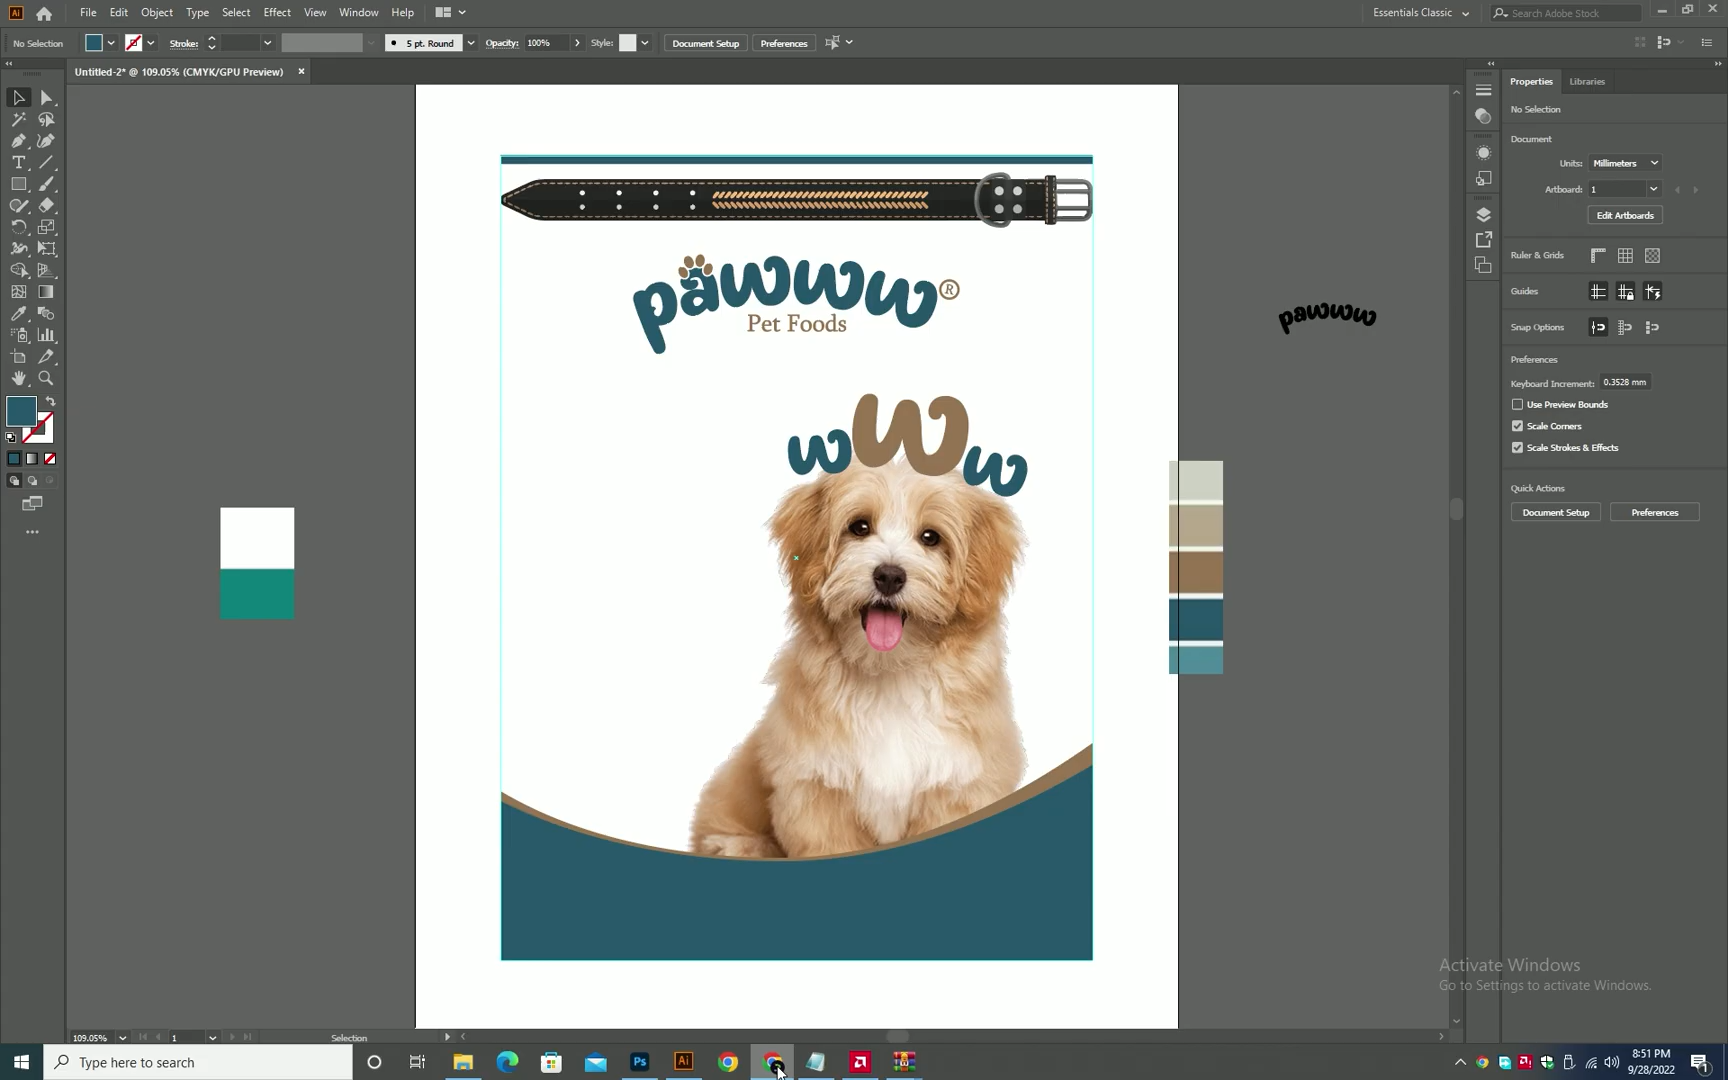 Ai File Edit Object Type Select Effect View Window Help Essentials Classic Search Adobe Stock
No Selection Stroke: 5 pt. Round Opacity: 100% Style: Document Setup Preferences
Untitled-2* @ 109.05% (CMYK/GPU Preview) ×
Properties Libraries
No Selection
Document
Units: Millimeters
Artboard: 1
Edit Artboards
Ruler & Grids
Guides
Snap Options
Preferences
Keyboard Increment: 0.3528 mm
Use Preview Bounds
Scale Corners
Scale Strokes & Effects
Quick Actions
Document Setup Preferences
pawww®
Pet Foods
pawww
wWw
Activate Windows
Go to Settings to activate Windows.
109.05% 1 Selection
Type here to search Ps Ai 8:51 PM
9/28/2022